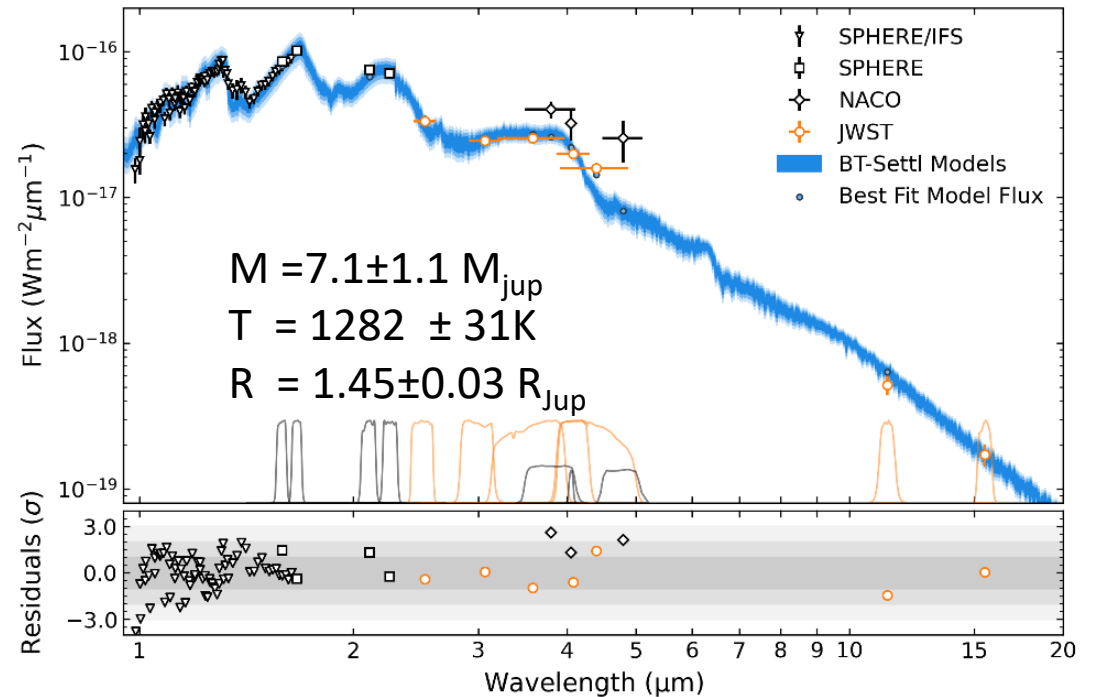 10⁻¹⁶
10⁻¹⁷
10⁻¹⁸
10⁻¹⁹
Flux (Wm⁻²μm⁻¹)
SPHERE/IFS
SPHERE
NACO
JWST
BT-Settl Models
Best Fit Model Flux
M =7.1±1.1 M_jup
T = 1282 ± 31K
R = 1.45±0.03 R_Jup
3.0
0.0
−3.0
Residuals (σ)
1 2 3 4 5 6 7 8 9 10 15 20
Wavelength (μm)